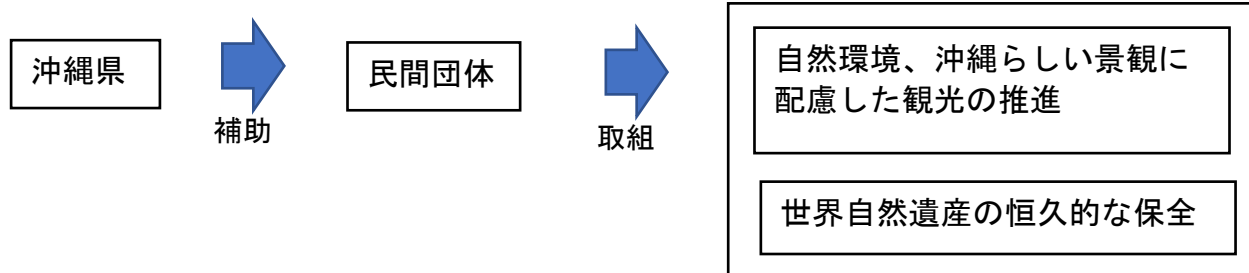 沖縄県
補助
民間団体
取組
自然環境、沖縄らしい景観に
配慮した観光の推進
世界自然遺産の恒久的な保全